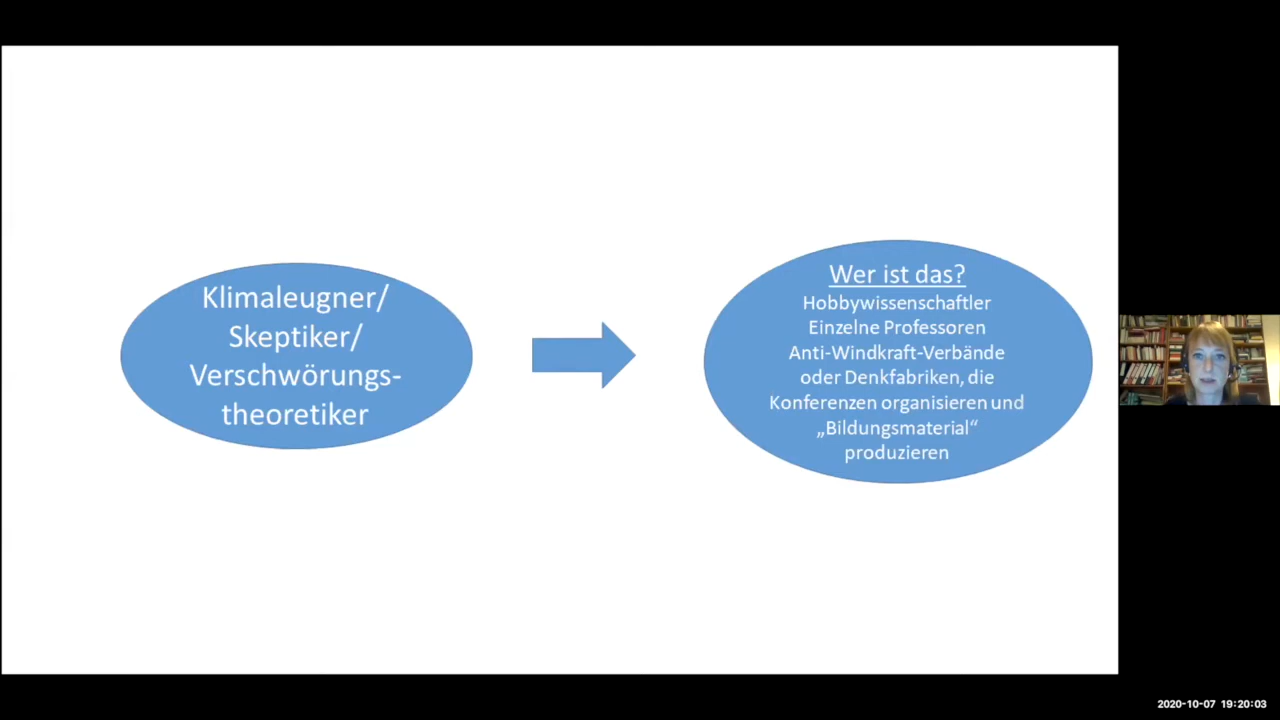 Klimaleugner/
Skeptiker/
Verschwörungs-
theoretiker
Wer ist das?
Hobbywissenschaftler
Einzelne Professoren
Anti-Windkraft-Verbände
oder Denkfabriken, die
Konferenzen organisieren und
„Bildungsmaterial“
produzieren
2020-10-07 19:20:03